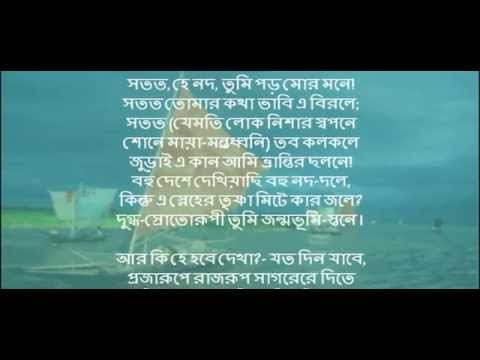 সতত, হে নদ, তুমি পড় মোর মনে!
সতত তোমার কথা ভাবি এ বিরলে;
সতত (যেমতি লোক নিশার স্বপনে
শোনে মায়া-মন্ত্রধ্বনি) তব কলকলে
জুড়াই এ কান আমি ভ্রান্তির ছলনে!
বহু দেশে দেখিয়াছি বহু নদ-দলে,
কিন্তু এ স্নেহের তৃষ্ণা মিটে কার জলে?
দুগ্ধ-স্রোতোরূপী তুমি জন্মভূমি-স্তনে।
আর কি হে হবে দেখা?- যত দিন যাবে,
প্রজারূপে রাজরূপ সাগরেরে দিতে